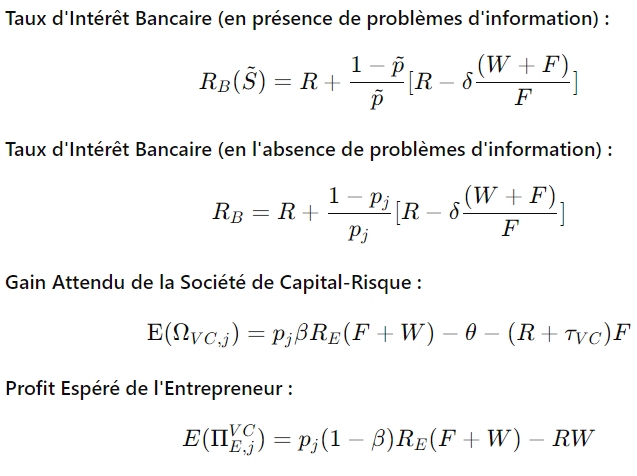 Taux d'Intérêt Bancaire (en présence de problèmes d'information) :
$R_B(\tilde{S}) = R + \frac{1 - \tilde{p}}{\tilde{p}}[R - \delta\frac{(W + F)}{F}]$
Taux d'Intérêt Bancaire (en l'absence de problèmes d'information) :
$R_B = R + \frac{1 - p_j}{p_j}[R - \delta\frac{(W + F)}{F}]$
Gain Attendu de la Société de Capital-Risque :
$\mathrm{E}(\Omega_{VC,j}) = p_j \beta R_E(F + W) - \theta - (R + \tau_{VC})F$
Profit Espéré de l'Entrepreneur :
$E(\Pi_{E,j}^{VC}) = p_j(1 - \beta)R_E(F + W) - RW$